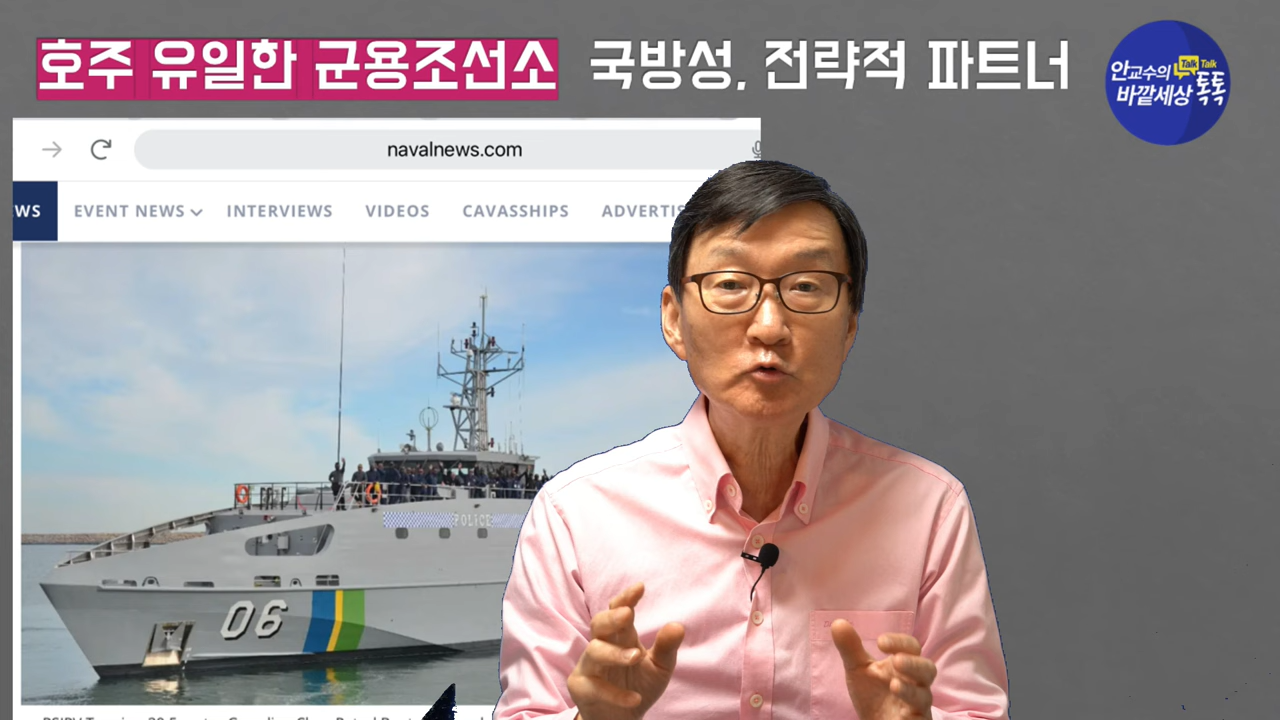 호주 유일한 군용조선소 국방성, 전략적 파트너
안교수의 Talk Talk
바깥세상 톡톡
navalnews.com
WS EVENT NEWS INTERVIEWS VIDEOS CAVASSHIPS ADVERTIS
POLICE
06